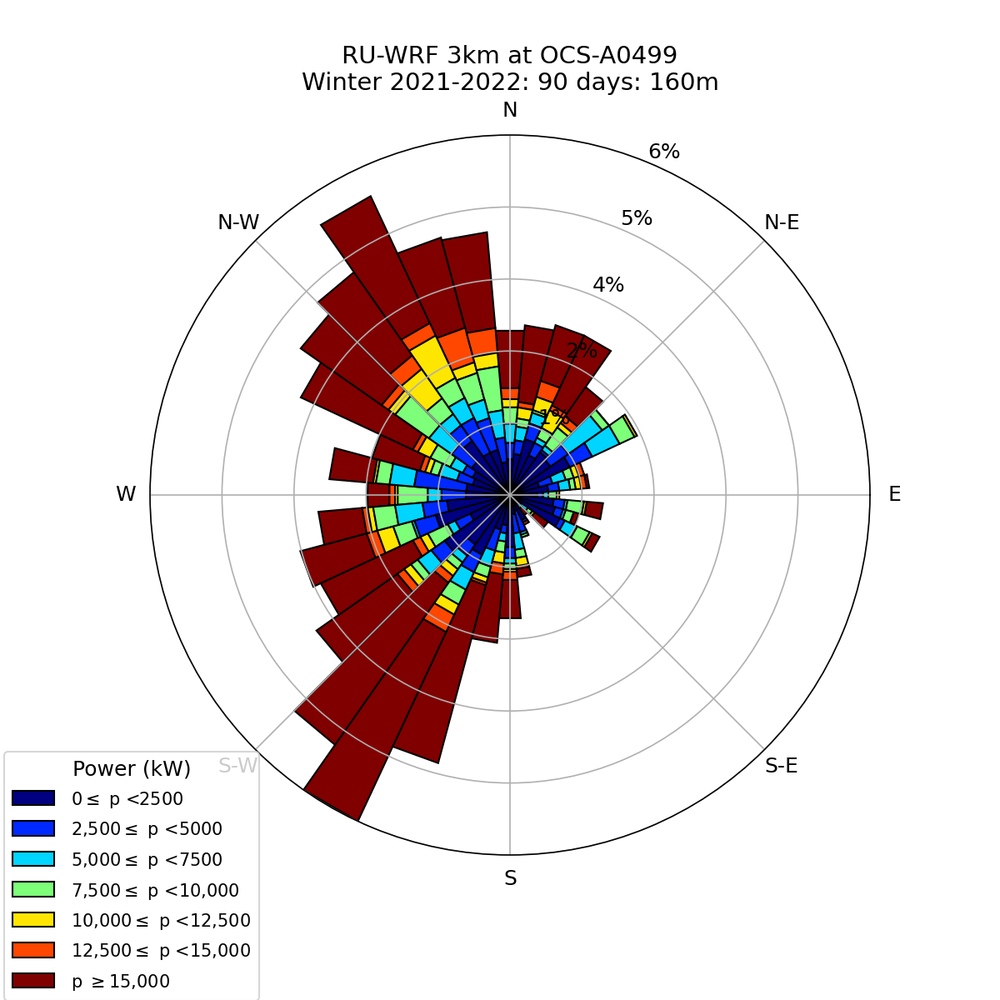 RU-WRF 3km at OCS-A0499
Winter 2021-2022: 90 days: 160m
N
6%
N-W
N-E
5%
4%
2%
1%
W
E
S-W
S-E
S
Power (kW)
0≤ p <2500
2,500≤ p <5000
5,000≤ p <7500
7,500≤ p <10,000
10,000≤ p <12,500
12,500≤ p <15,000
p ≥15,000